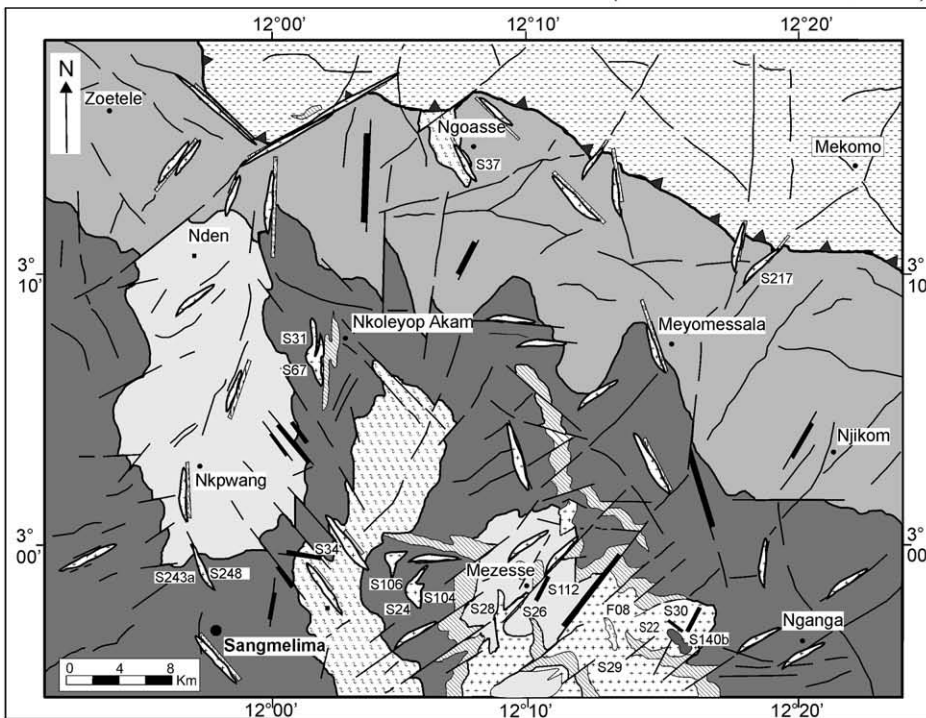 12°00' 12°10' 12°20'
N
Zoetele
Ngoasse
S37
Mekomo
Nden
3°
10'
3°
10'
S217
Nkoleyop Akam
S31
S67
Meyomessala
Njikom
Nkpwang
3°
00'
3°
00'
S34
S243a
S248
S106
S104
S24
Mezesse
S28
S26
S112
F08
S30
S22
S140b
S29
Nganga
Sangmelima
0 4 8
Km
12°00' 12°10' 12°20'